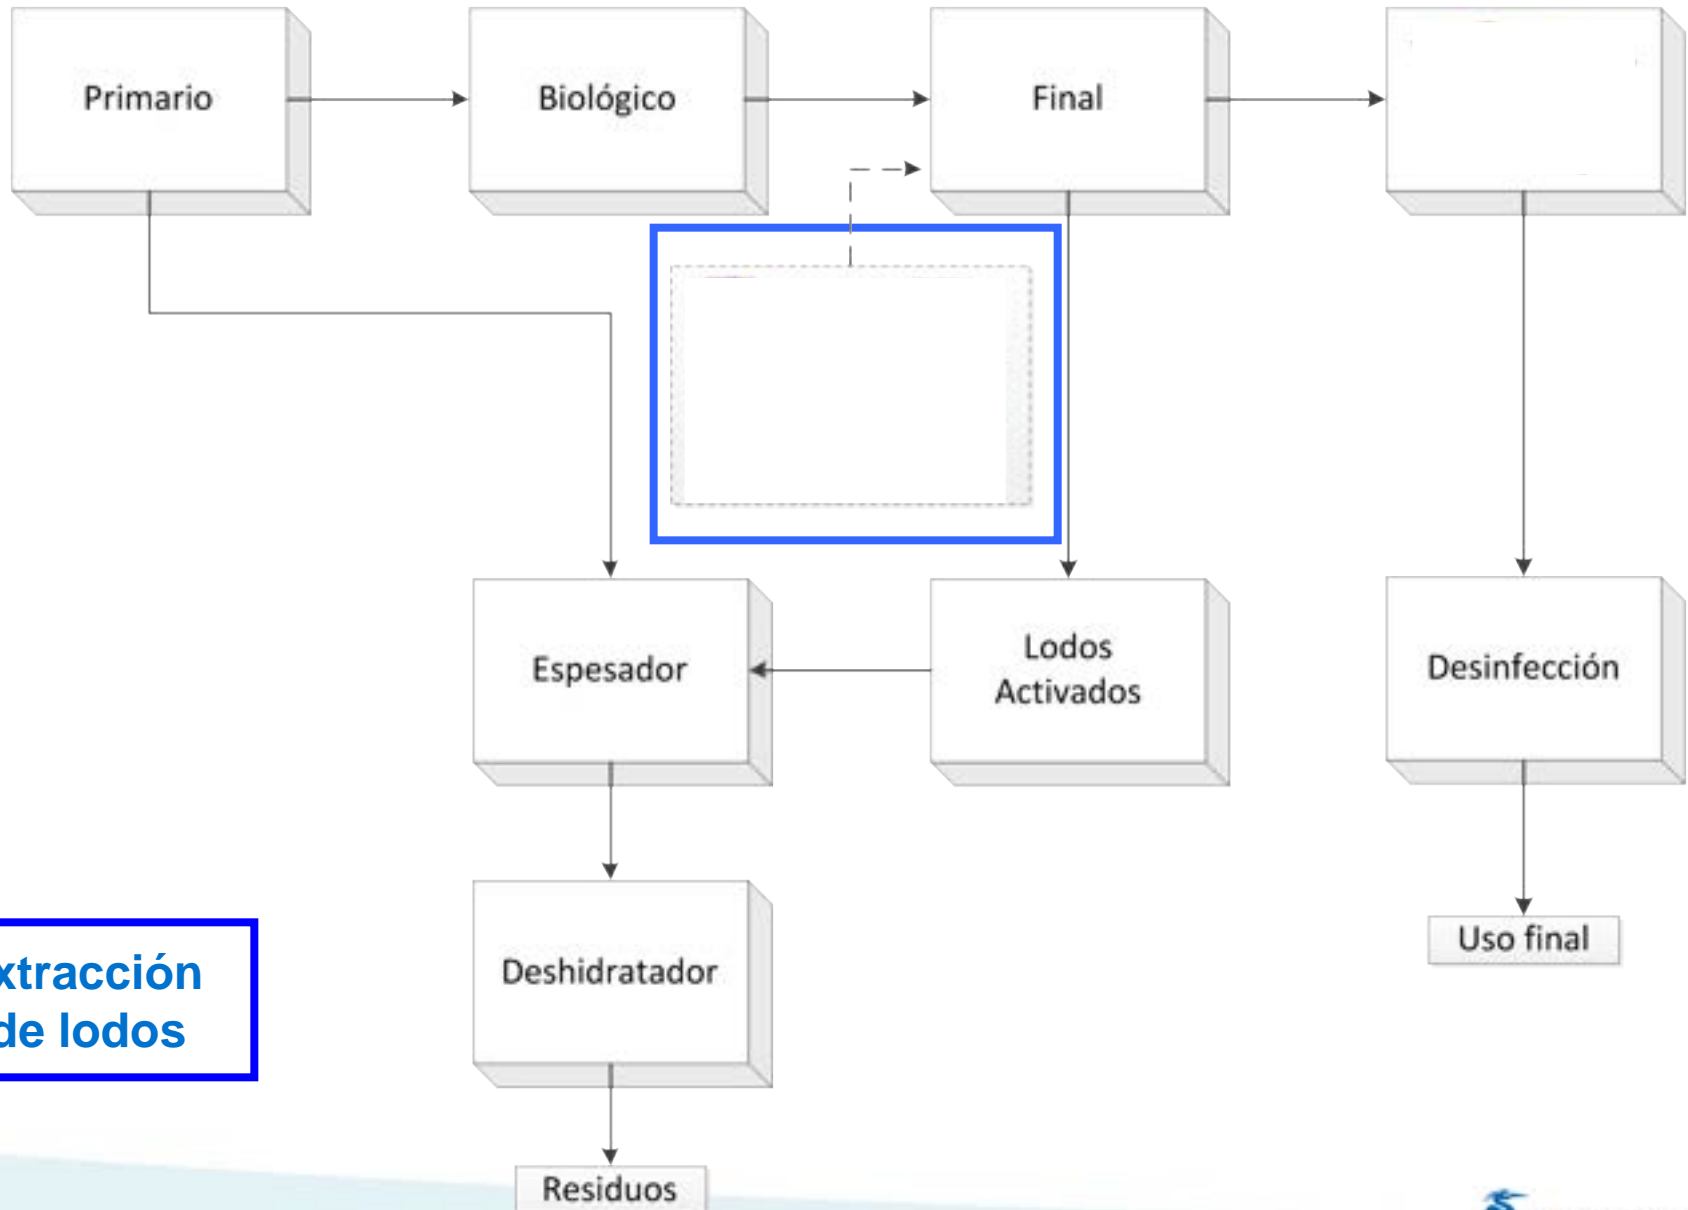 Primario
Biológico
Final
Espesador
Lodos
Activados
Desinfección
Deshidratador
Uso final
xtracción
de lodos
Residuos